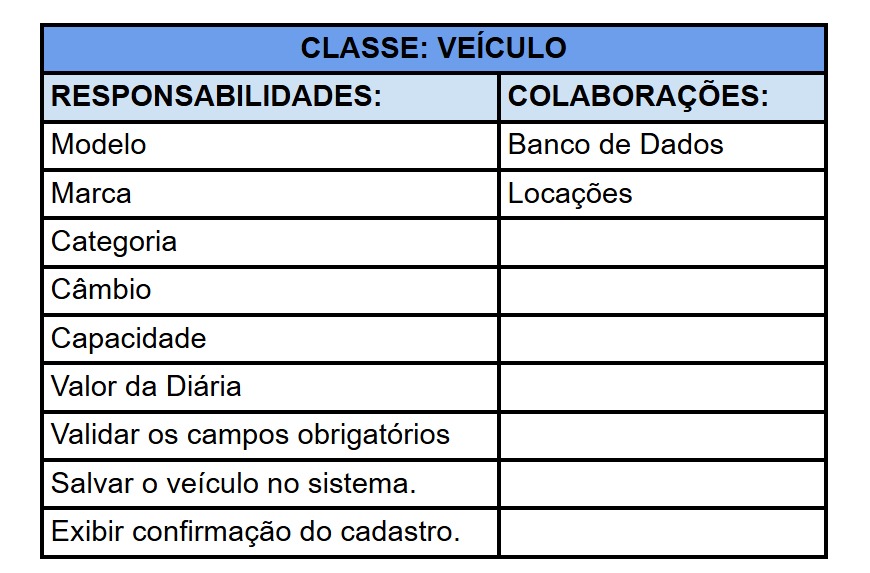 CLASSE: VEÍCULO
RESPONSABILIDADES: COLABORAÇÕES:
Modelo Banco de Dados
Marca Locações
Categoria
Câmbio
Capacidade
Valor da Diária
Validar os campos obrigatórios
Salvar o veículo no sistema.
Exibir confirmação do cadastro.